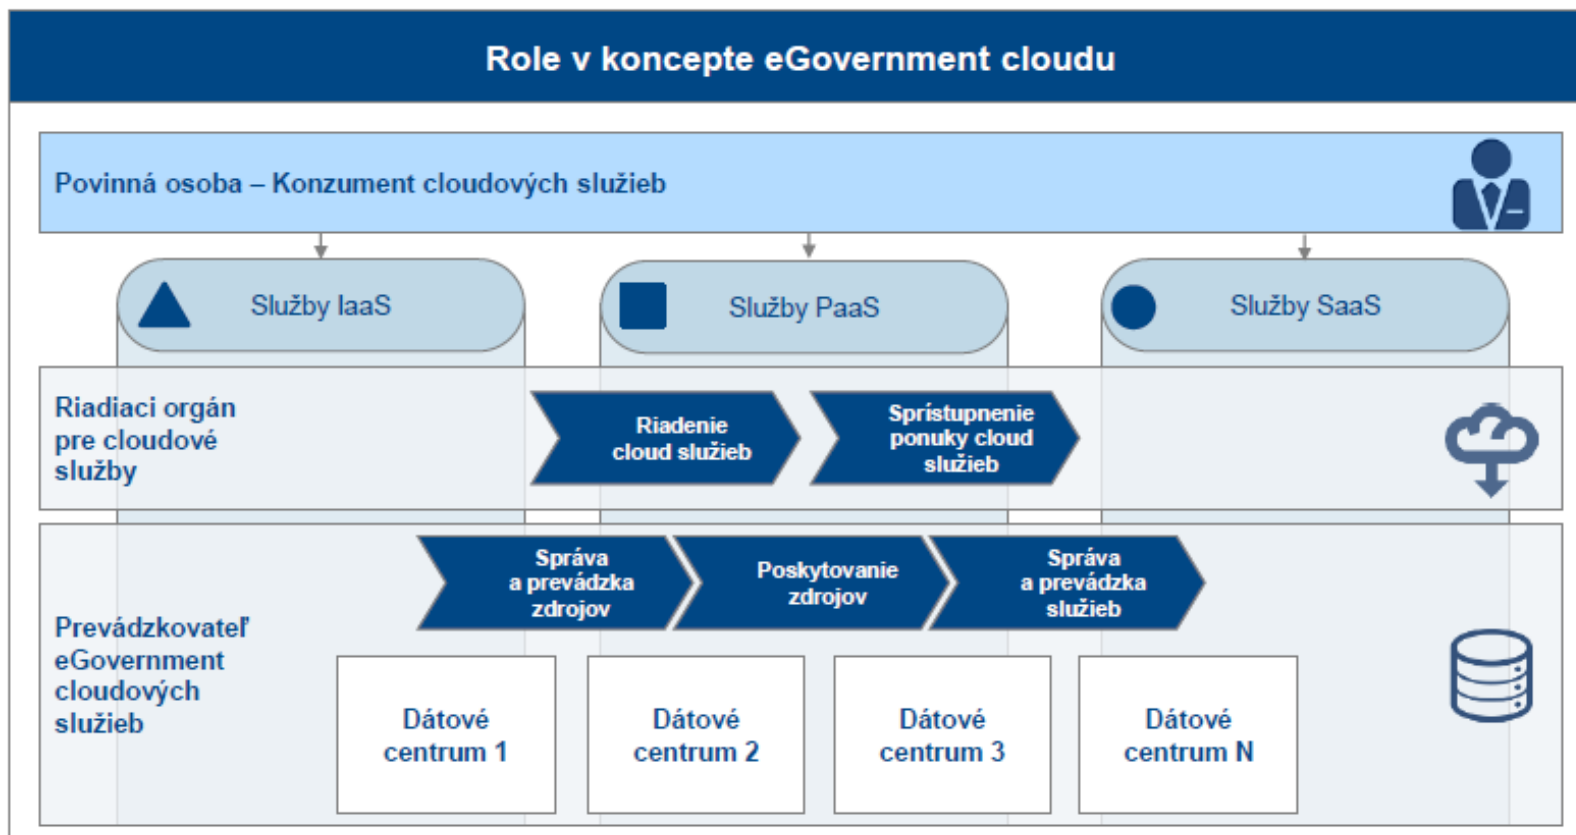 Role v koncepte eGovernment cloudu
Povinná osoba – Konzument cloudových služieb
Služby IaaS
Služby PaaS
Služby SaaS
Riadiaci orgán
pre cloudové
služby
Riadenie
cloud služieb
Sprístupnenie
ponuky cloud
služieb
Prevádzkovateľ
eGovernment
cloudových
služieb
Správa
a prevádzka
zdrojov
Poskytovanie
zdrojov
Správa
a prevádzka
služieb
Dátové
centrum 1
Dátové
centrum 2
Dátové
centrum 3
Dátové
centrum N